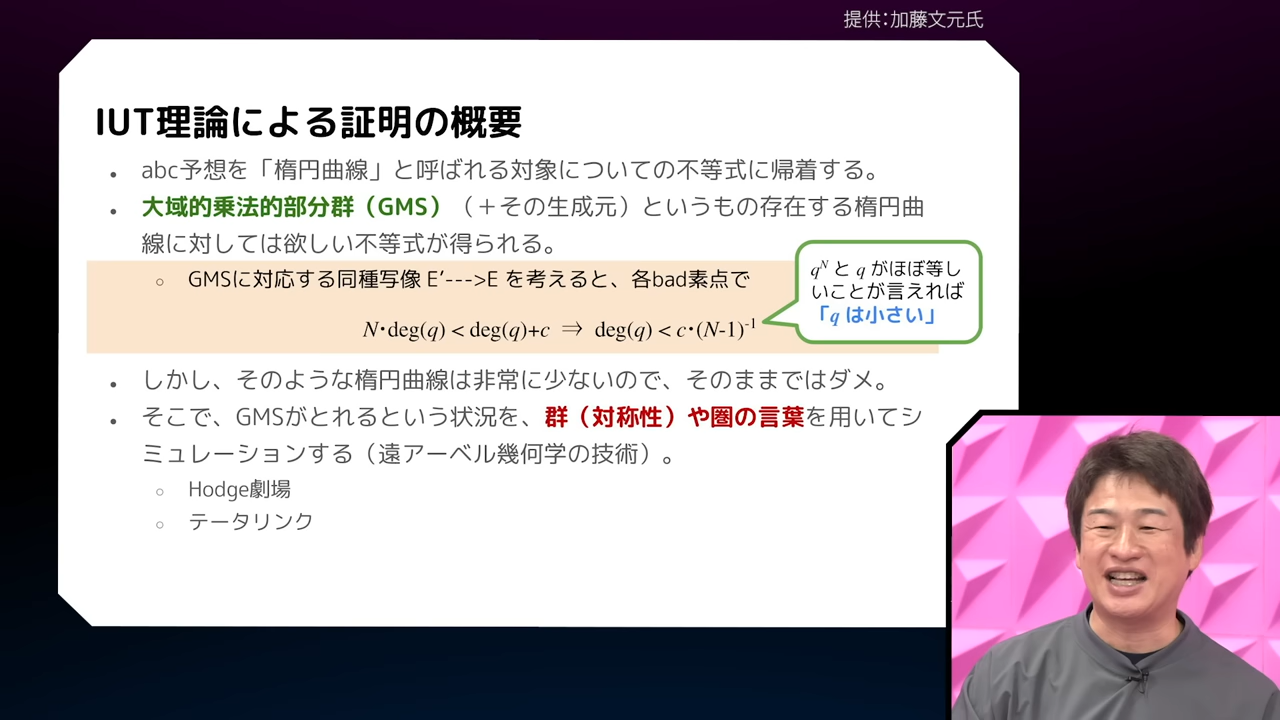 提供：加藤文元氏
IUT理論による証明の概要
• abc予想を「楕円曲線」と呼ばれる対象についての不等式に帰着する。
• 大域的乗法的部分群（GMS）（＋その生成元）というもの存在する楕円曲
線に対しては欲しい不等式が得られる。
○ GMSに対応する同種写像 E’--->E を考えると、各bad素点で
N･deg(q) < deg(q)+c ⇒ deg(q) < c･(N-1)⁻¹
qᴺ と q がほぼ等し
いことが言えれば
「q は小さい」
• しかし、そのような楕円曲線は非常に少ないので、そのままではダメ。
• そこで、GMSがとれるという状況を、群（対称性）や圏の言葉を用いてシ
ミュレーションする（遠アーベル幾何学の技術）。
○ Hodge劇場
○ テータリンク